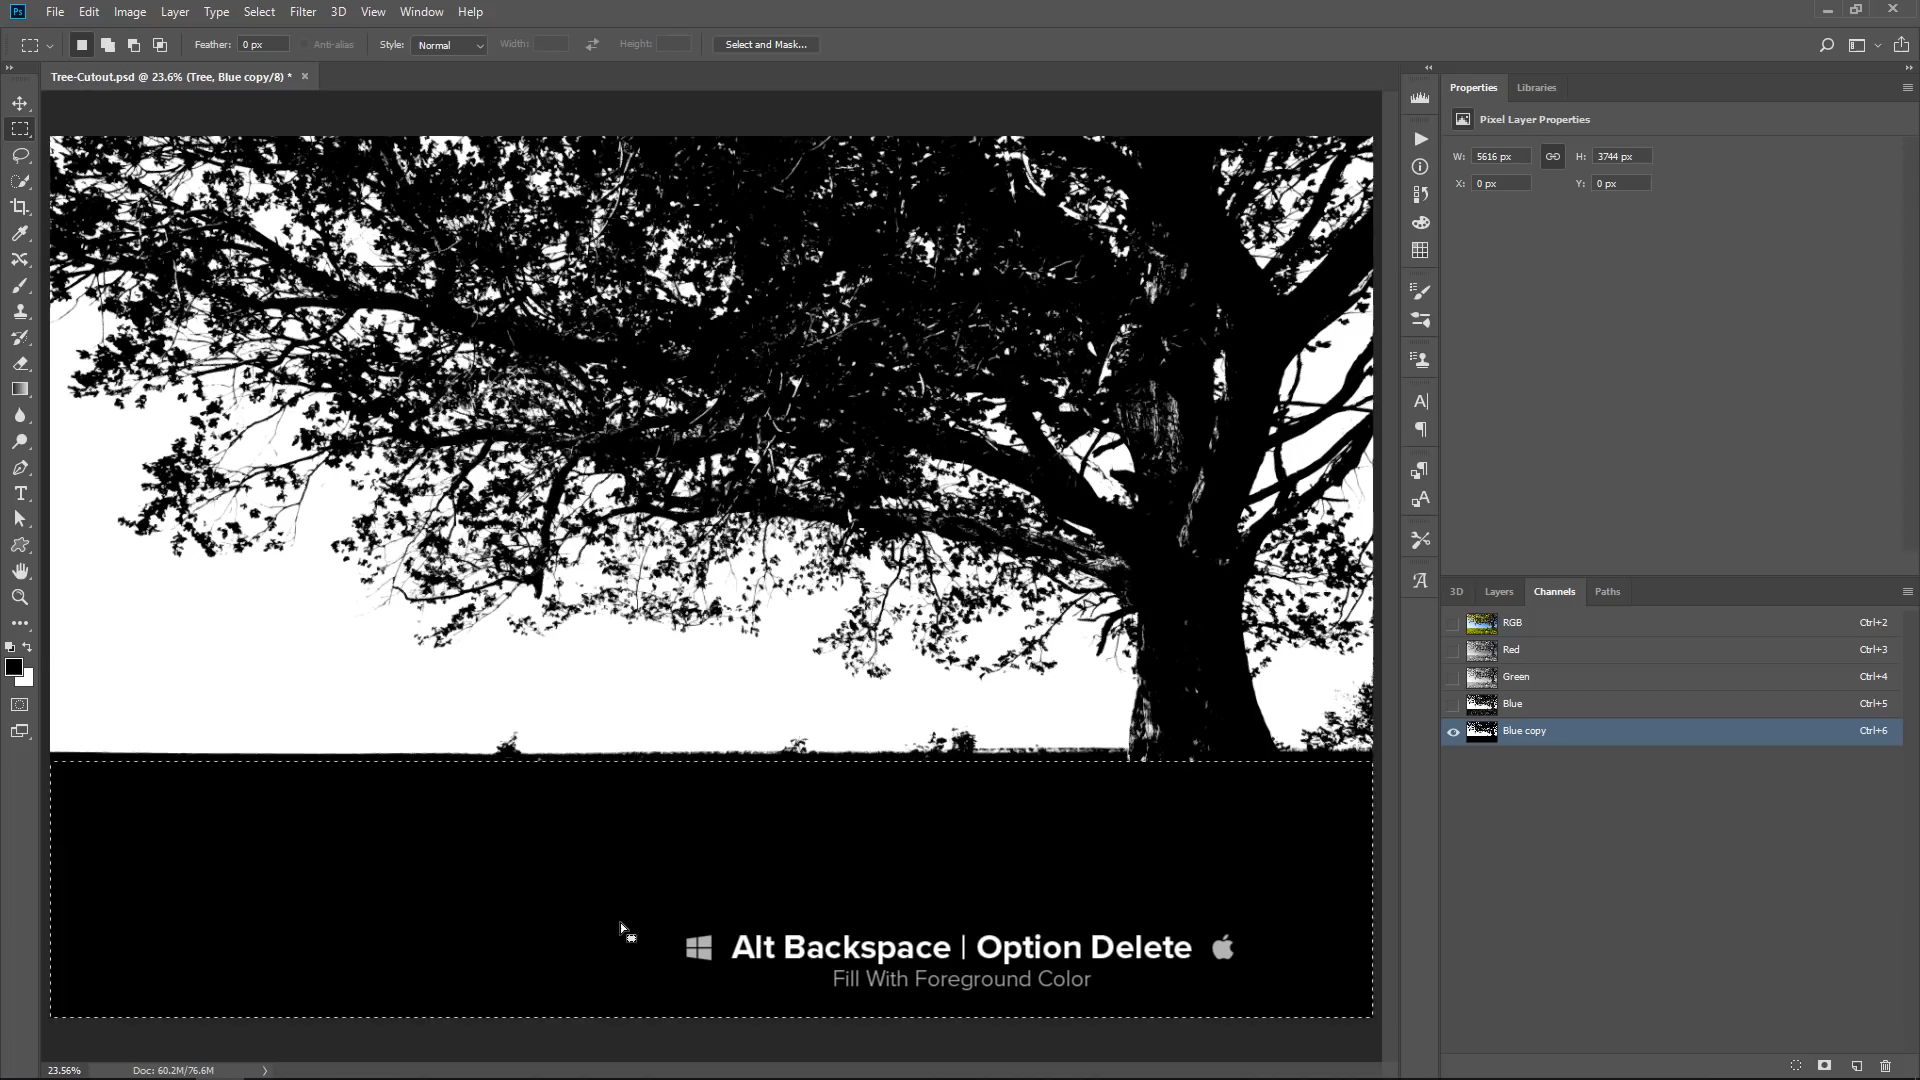 Ps File Edit Image Layer Type Select Filter 3D View Window Help
Feather: 0 px Anti-alias Style: Normal Width: Height: Select and Mask...
Tree-Cutout.psd @ 23.6% (Tree, Blue copy/8) *
Properties Libraries
Pixel Layer Properties
W: 5616 px H: 3744 px
X: 0 px Y: 0 px
3D Layers Channels Paths
RGB Ctrl+2
Red Ctrl+3
Green Ctrl+4
Blue Ctrl+5
Blue copy Ctrl+6
Alt Backspace | Option Delete
Fill With Foreground Color
23.56% Doc: 60.2M/76.6M